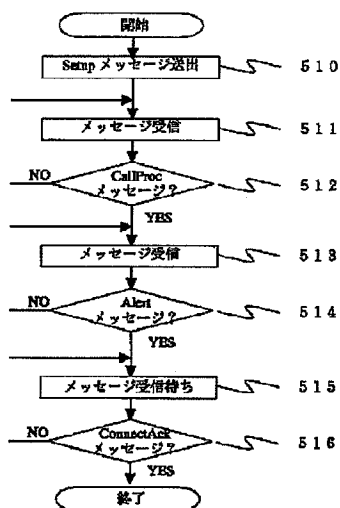 開始
Setup メッセージ送出
510
メッセージ受信
511
NO
CallProc
メッセージ?
512
YES
メッセージ受信
513
NO
Alert
メッセージ?
514
YES
メッセージ受信待ち
515
NO
ConnectAck
メッセージ?
516
YES
終了